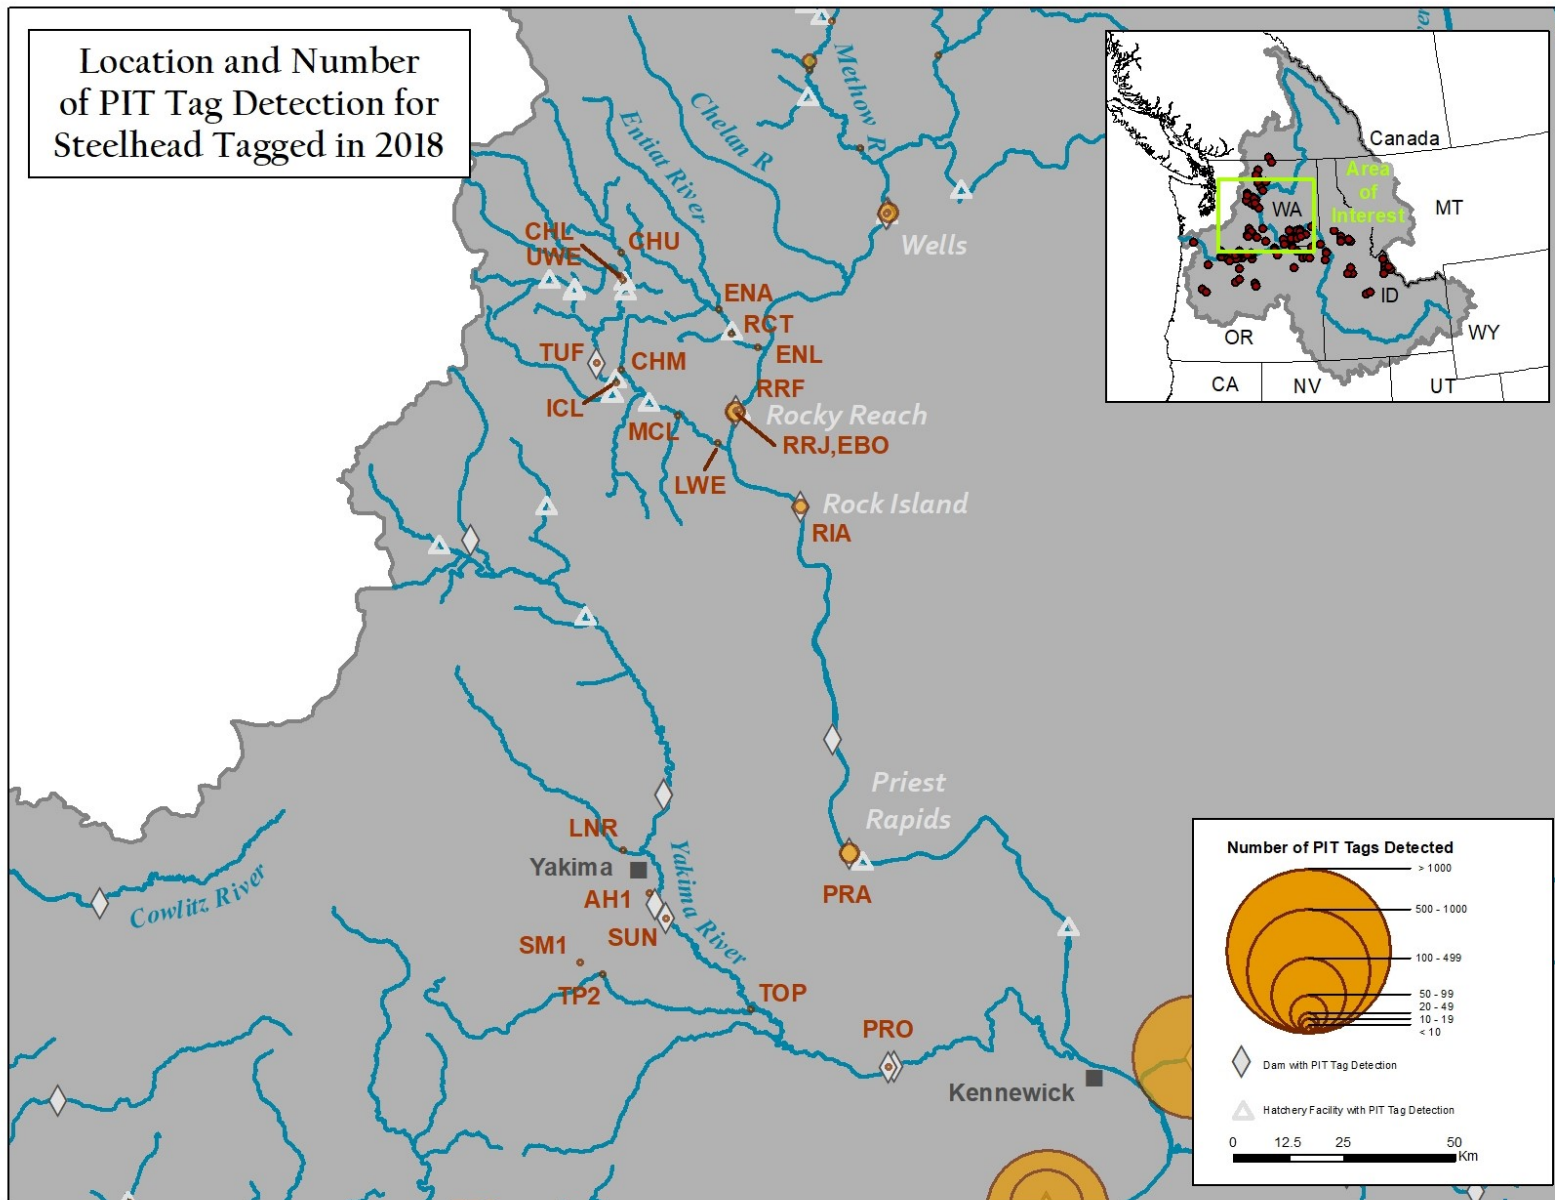 Location and Number
of PIT Tag Detection for
Steelhead Tagged in 2018
Methow R
Chelan R
Entiat River
Wells
CHL
UWE
CHU
ENA
RCT
ENL
TUF
CHM
ICL
MCL
RRF
Rocky Reach
RRJ,EBO
LWE
Rock Island
RIA
Priest
Rapids
PRA
LNR
Yakima
AH1
SUN
Yakima River
SM1
TP2
TOP
PRO
Kennewick
Cowlitz River
Canada
Area
of
Interest
WA
MT
ID
OR
WY
CA
NV
UT
Number of PIT Tags Detected
> 1000
500 - 1000
100 - 499
50 - 99
20 - 49
10 - 19
< 10
Dam with PIT Tag Detection
Hatchery Facility with PIT Tag Detection
0 12.5 25 50
Km